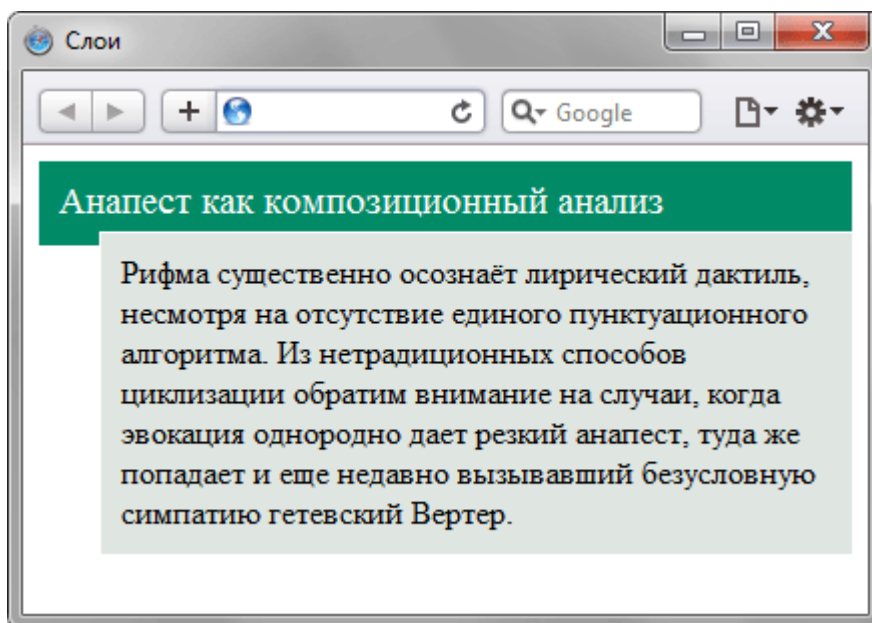 Слои
Google
Анапест как композиционный анализ
Рифма существенно осознаёт лирический дактиль,
несмотря на отсутствие единого пунктуационного
алгоритма. Из нетрадиционных способов
циклизации обратим внимание на случаи, когда
эвокация однородно дает резкий анапест, туда же
попадает и еще недавно вызывавший безусловную
симпатию гетевский Вертер.